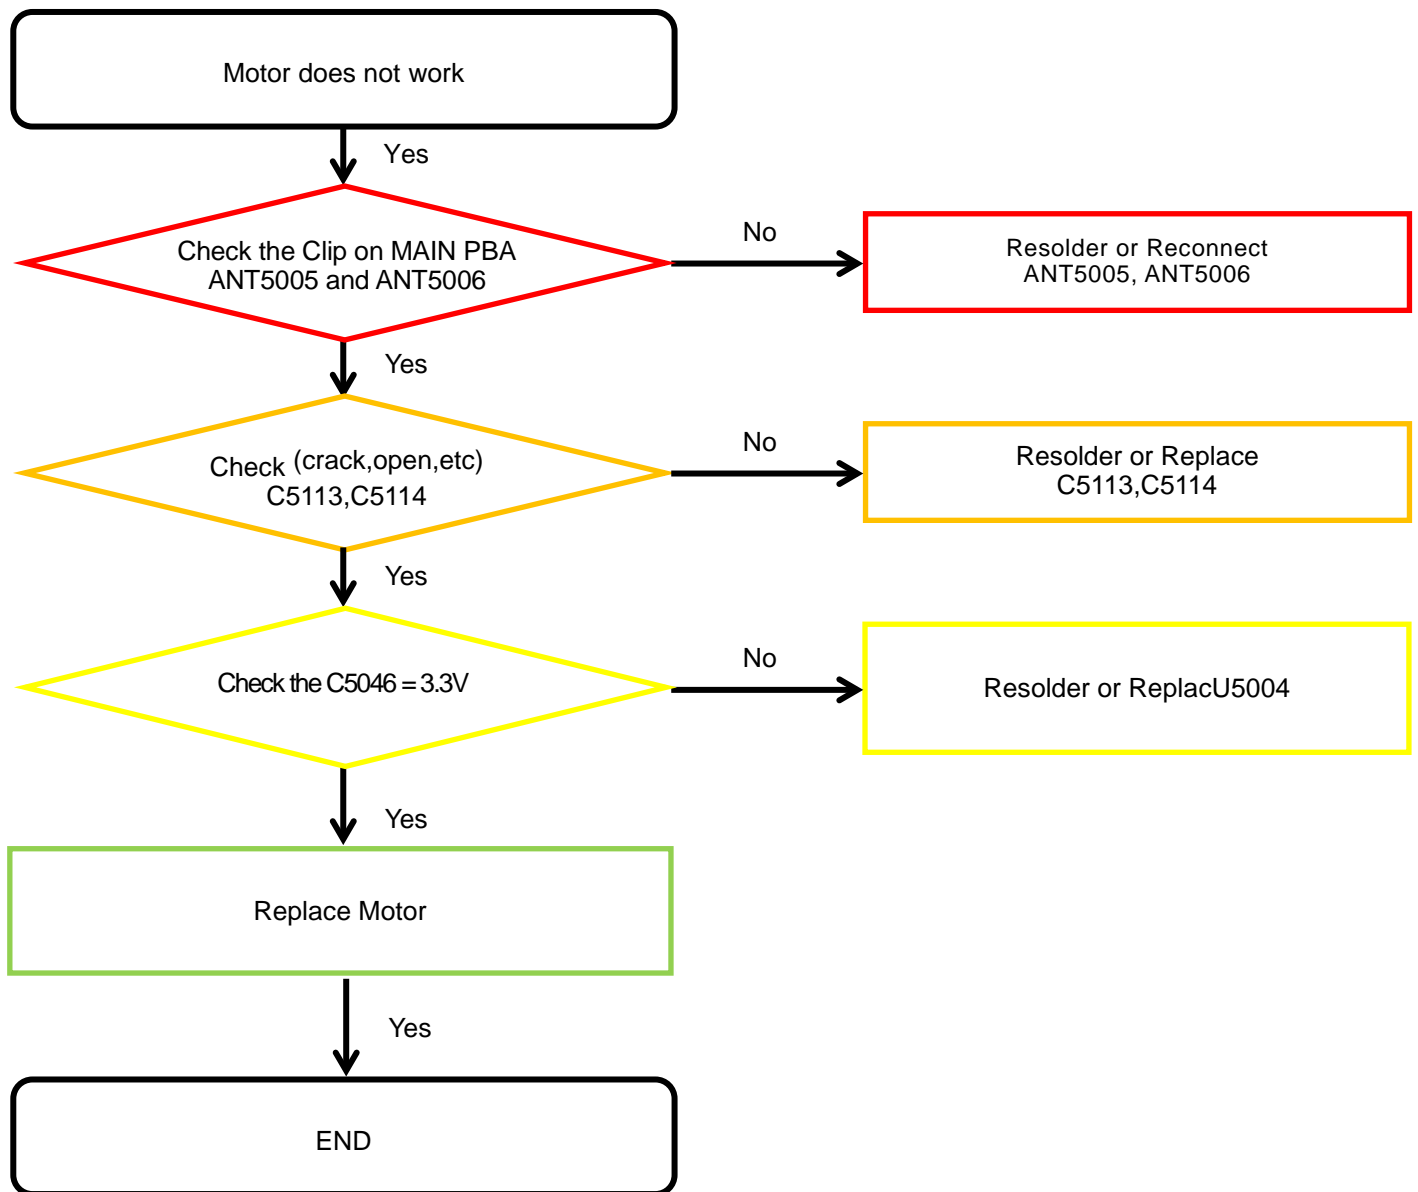 Motor does not work
Yes
Check the Clip on MAIN PBA
ANT5005 and ANT5006
No
Resolder or Reconnect
ANT5005, ANT5006
Yes
Check (crack,open,etc)
C5113,C5114
No
Resolder or Replace
C5113,C5114
Yes
Check the C5046 = 3.3V
No
Resolder or ReplacU5004
Yes
Replace Motor
Yes
END